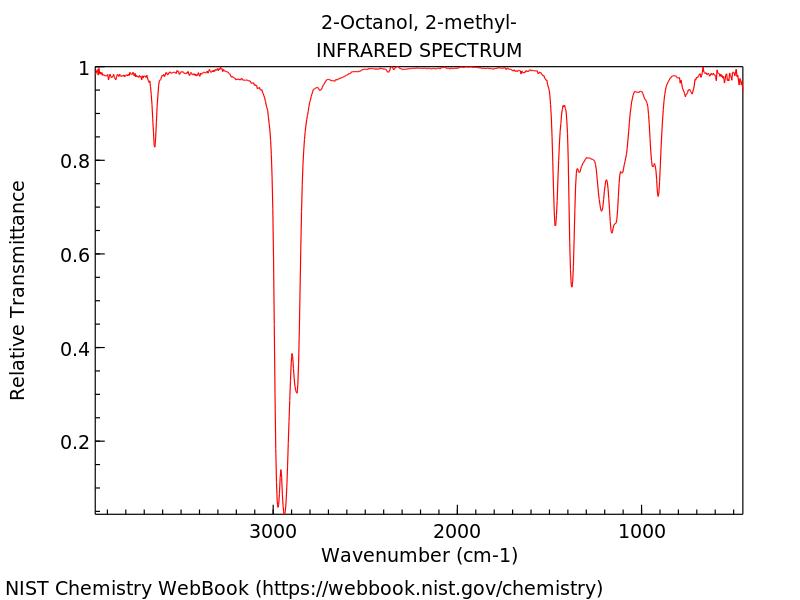 2-Octanol, 2-methyl-
INFRARED SPECTRUM
1
0.8
0.6
0.4
0.2
Relative Transmittance
3000 2000 1000
Wavenumber (cm-1)
NIST Chemistry WebBook (https://webbook.nist.gov/chemistry)